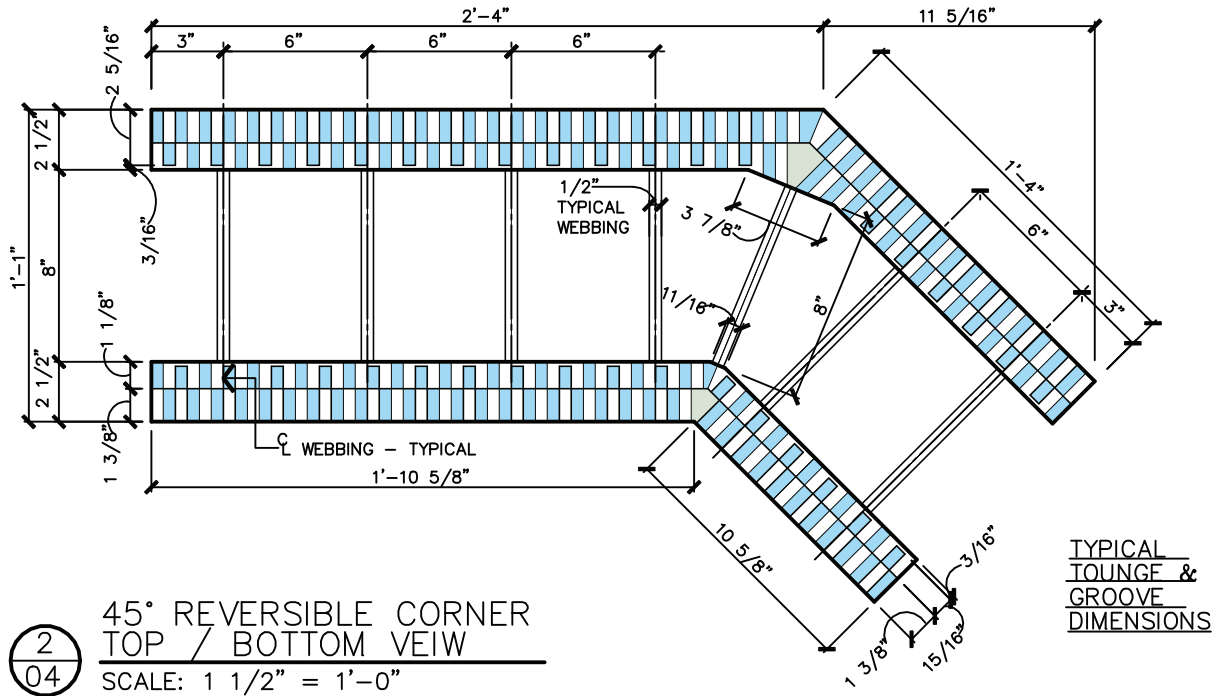 2'-4"
11 5/16"
3"
6"
6"
6"
2 5/16"
2 1/2"
3/16"
1'-1"
8"
1 1/8"
2 1/2"
1 3/8"
1/2"
TYPICAL
WEBBING
3 7/8"
11/16"
8"
1'-4"
6"
3"
CL WEBBING - TYPICAL
1'-10 5/8"
10 5/8"
3/16"
15/16"
1 3/8"
TYPICAL
TOUNGE &
GROOVE
DIMENSIONS
2
04
45° REVERSIBLE CORNER
TOP / BOTTOM VEIW
SCALE: 1 1/2" = 1'-0"